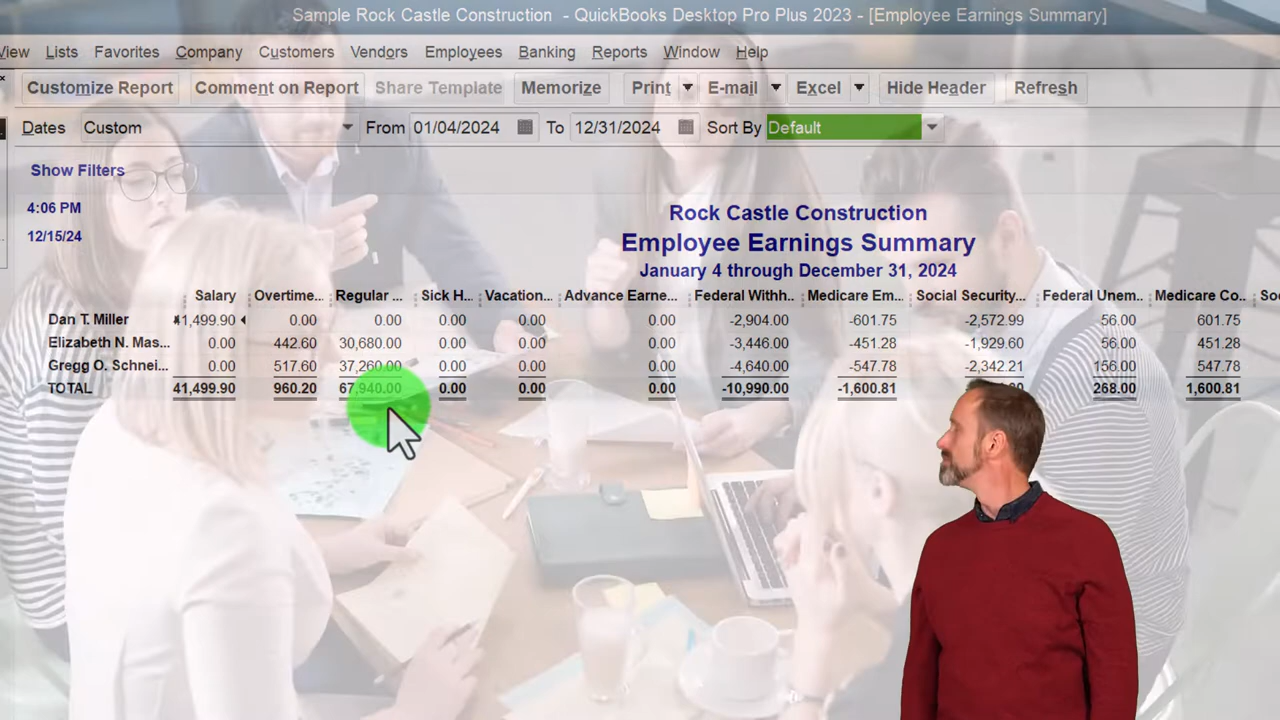 Sample Rock Castle Construction - QuickBooks Desktop Pro Plus 2023 - [Employee Earnings Summary]
View Lists Favorites Company Customers Vendors Employees Banking Reports Window Help
Customize Report Comment on Report Share Template Memorize Print E-mail Excel Hide Header Refresh
Dates Custom From 01/04/2024 To 12/31/2024 Sort By Default
Show Filters
4:06 PM
12/15/24
Rock Castle Construction
Employee Earnings Summary
January 4 through December 31, 2024
Salary Overtime... Regular ... Sick H... Vacation... Advance Earne... Federal Withh.. Medicare Em... Social Security... Federal Unem.. Medicare Co.. Soc
Dan T. Miller 41,499.90 0.00 0.00 0.00 0.00 0.00 -2,904.00 -601.75 -2,572.99 56.00 601.75
Elizabeth N. Mas... 0.00 442.60 30,680.00 0.00 0.00 0.00 -3,446.00 -451.28 -1,929.60 56.00 451.28
Gregg O. Schnei... 0.00 517.60 37,260.00 0.00 0.00 0.00 -4,640.00 -547.78 -2,342.21 156.00 547.78
TOTAL 41,499.90 960.20 67,940.00 0.00 0.00 0.00 -10,990.00 -1,600.81 268.00 1,600.81